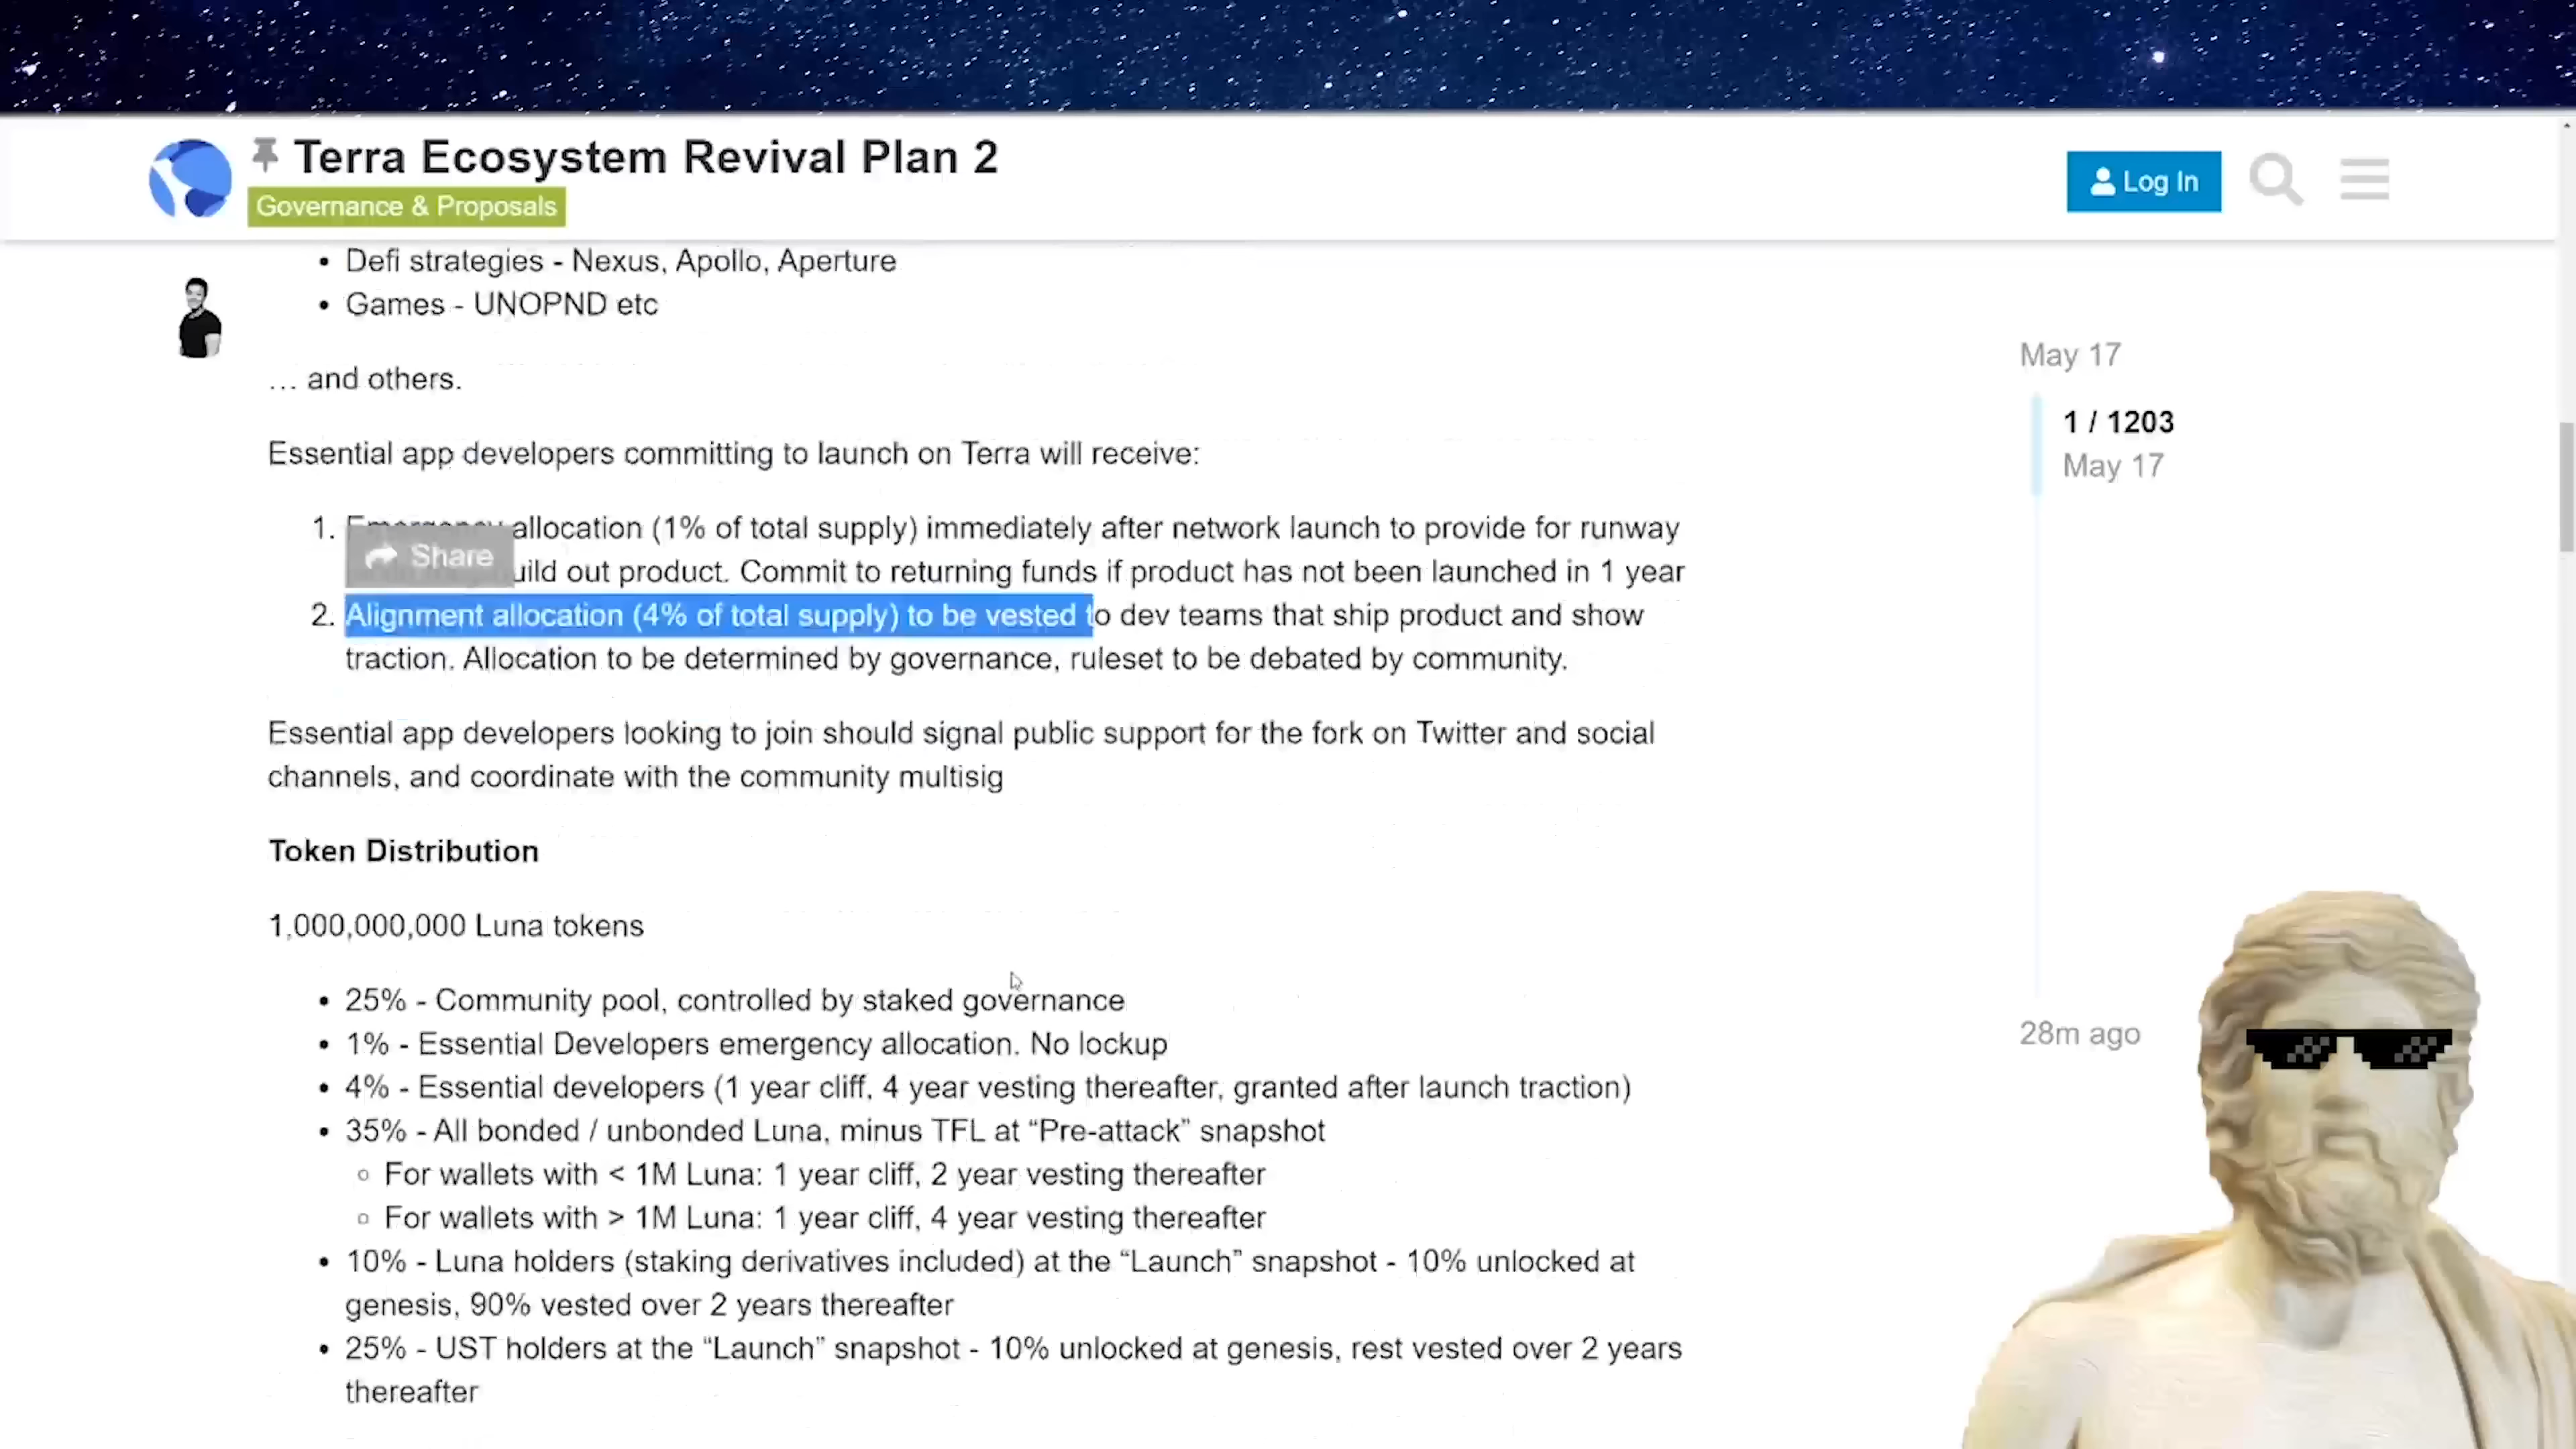 Terra Ecosystem Revival Plan 2
Governance & Proposals
Log In
• Defi strategies - Nexus, Apollo, Aperture
• Games - UNOPND etc
… and others.
Essential app developers committing to launch on Terra will receive:
1. Emergency allocation (1% of total supply) immediately after network launch to provide for runway
Share
uild out product. Commit to returning funds if product has not been launched in 1 year
2. Alignment allocation (4% of total supply) to be vested to dev teams that ship product and show
traction. Allocation to be determined by governance, ruleset to be debated by community.
Essential app developers looking to join should signal public support for the fork on Twitter and social
channels, and coordinate with the community multisig
Token Distribution
1,000,000,000 Luna tokens
• 25% - Community pool, controlled by staked governance
• 1% - Essential Developers emergency allocation. No lockup
• 4% - Essential developers (1 year cliff, 4 year vesting thereafter, granted after launch traction)
• 35% - All bonded / unbonded Luna, minus TFL at “Pre-attack” snapshot
○ For wallets with < 1M Luna: 1 year cliff, 2 year vesting thereafter
○ For wallets with > 1M Luna: 1 year cliff, 4 year vesting thereafter
• 10% - Luna holders (staking derivatives included) at the “Launch” snapshot - 10% unlocked at
genesis, 90% vested over 2 years thereafter
• 25% - UST holders at the “Launch” snapshot - 10% unlocked at genesis, rest vested over 2 years
thereafter
May 17
1 / 1203
May 17
28m ago